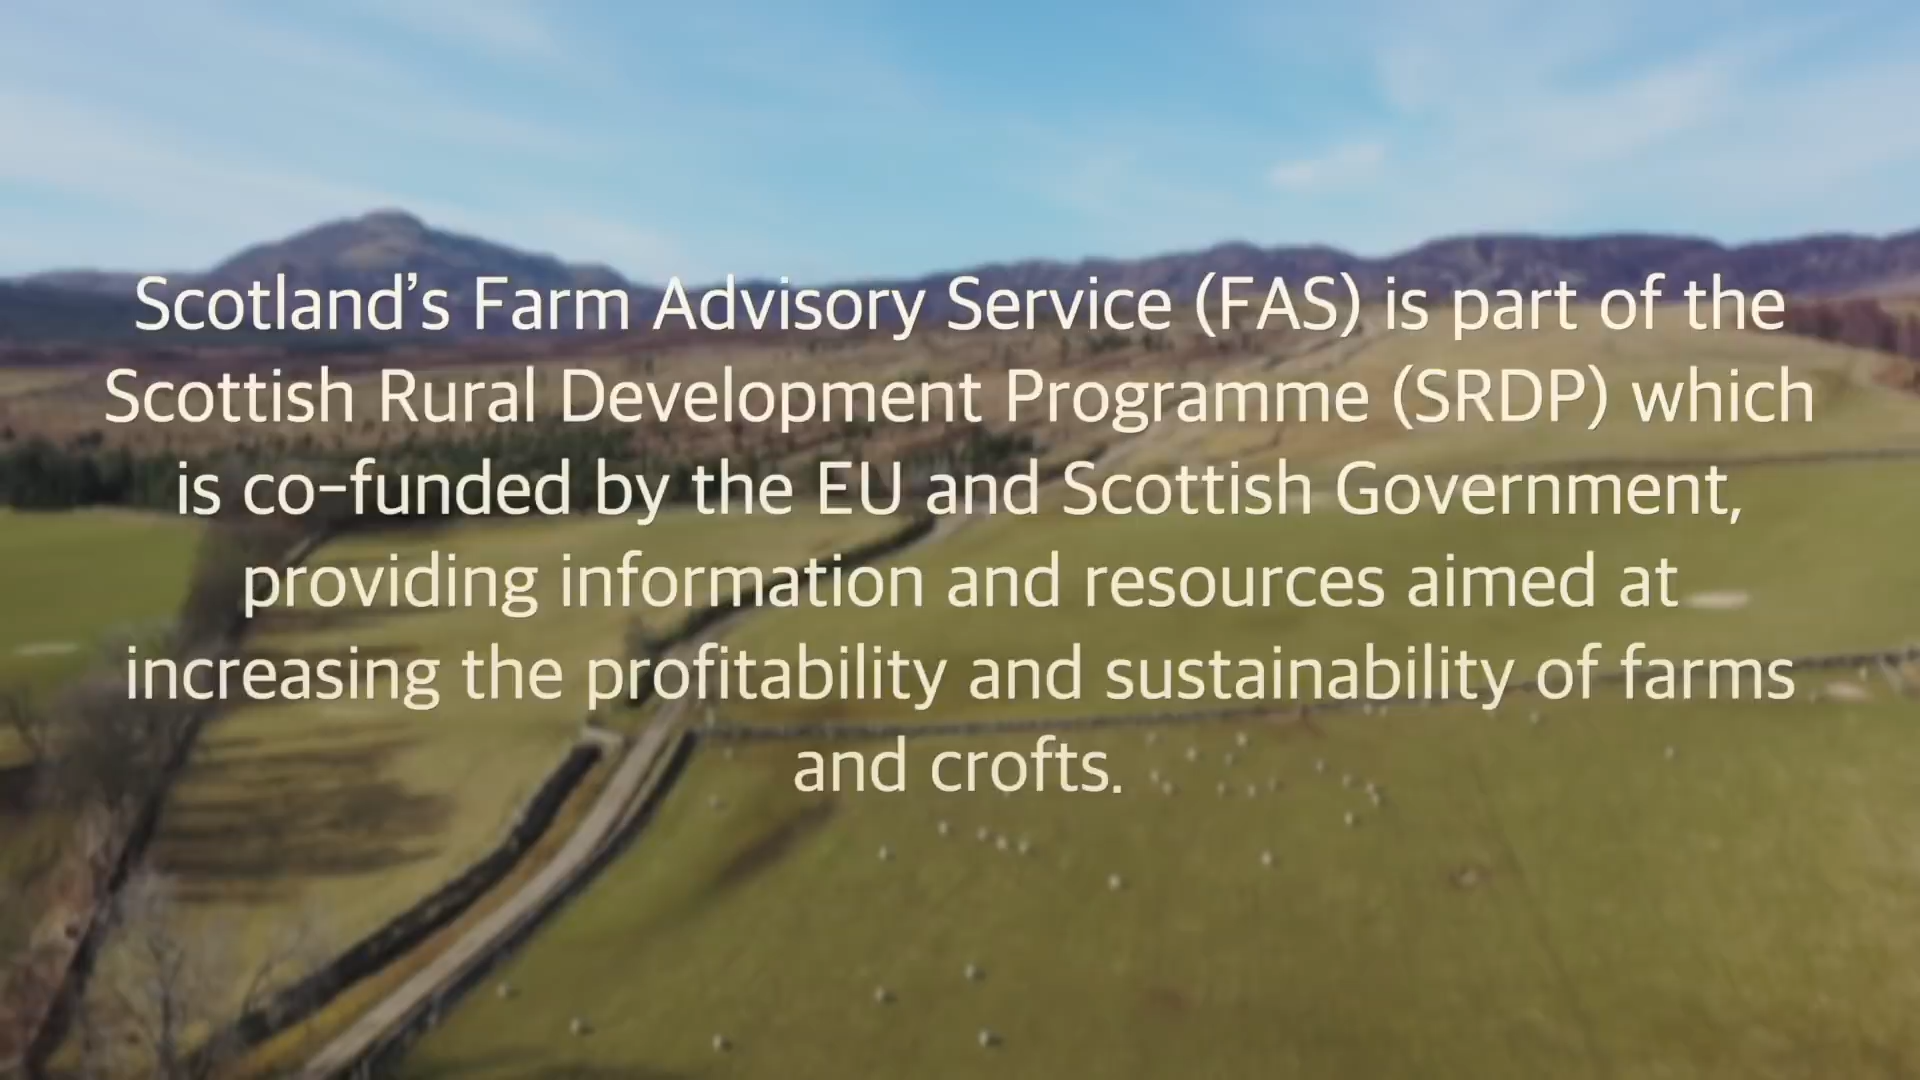 Scotland’s Farm Advisory Service (FAS) is part of the
Scottish Rural Development Programme (SRDP) which
is co-funded by the EU and Scottish Government,
providing information and resources aimed at
increasing the profitability and sustainability of farms
and crofts.